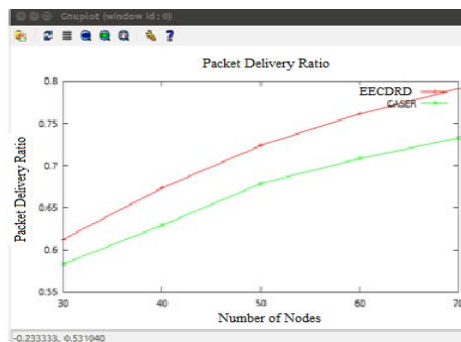 Gnuplot (window id : 0)
Packet Delivery Ratio
0.8
EECDRD
CASER
0.75
0.7
Packet Delivery Ratio
0.65
0.6
0.55
30 40 50 60 70
Number of Nodes
-0.233333, 0.531040